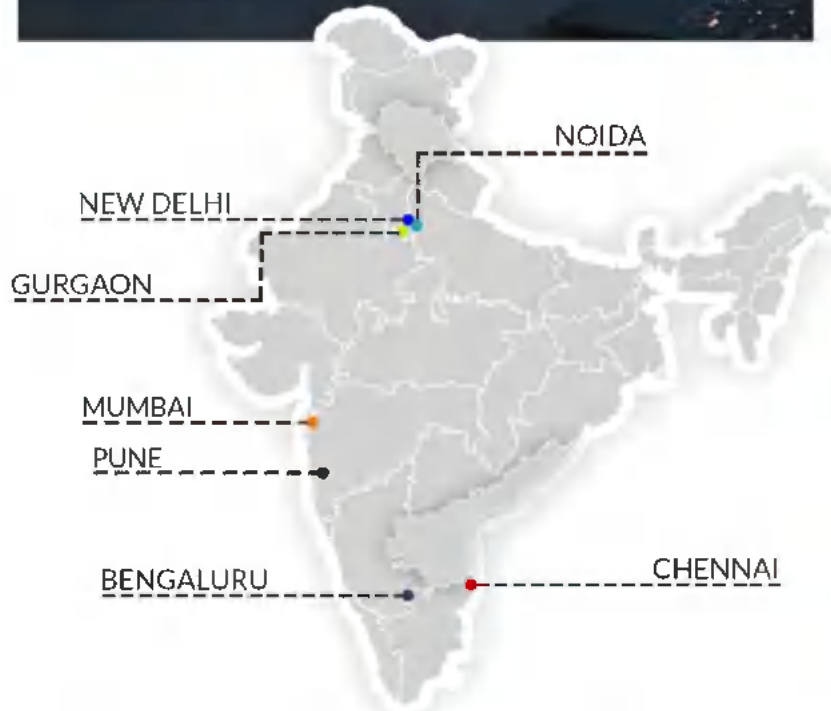 NOIDA
NEW DELHI
GURGAON
MUMBAI
PUNE
BENGALURU
CHENNAI